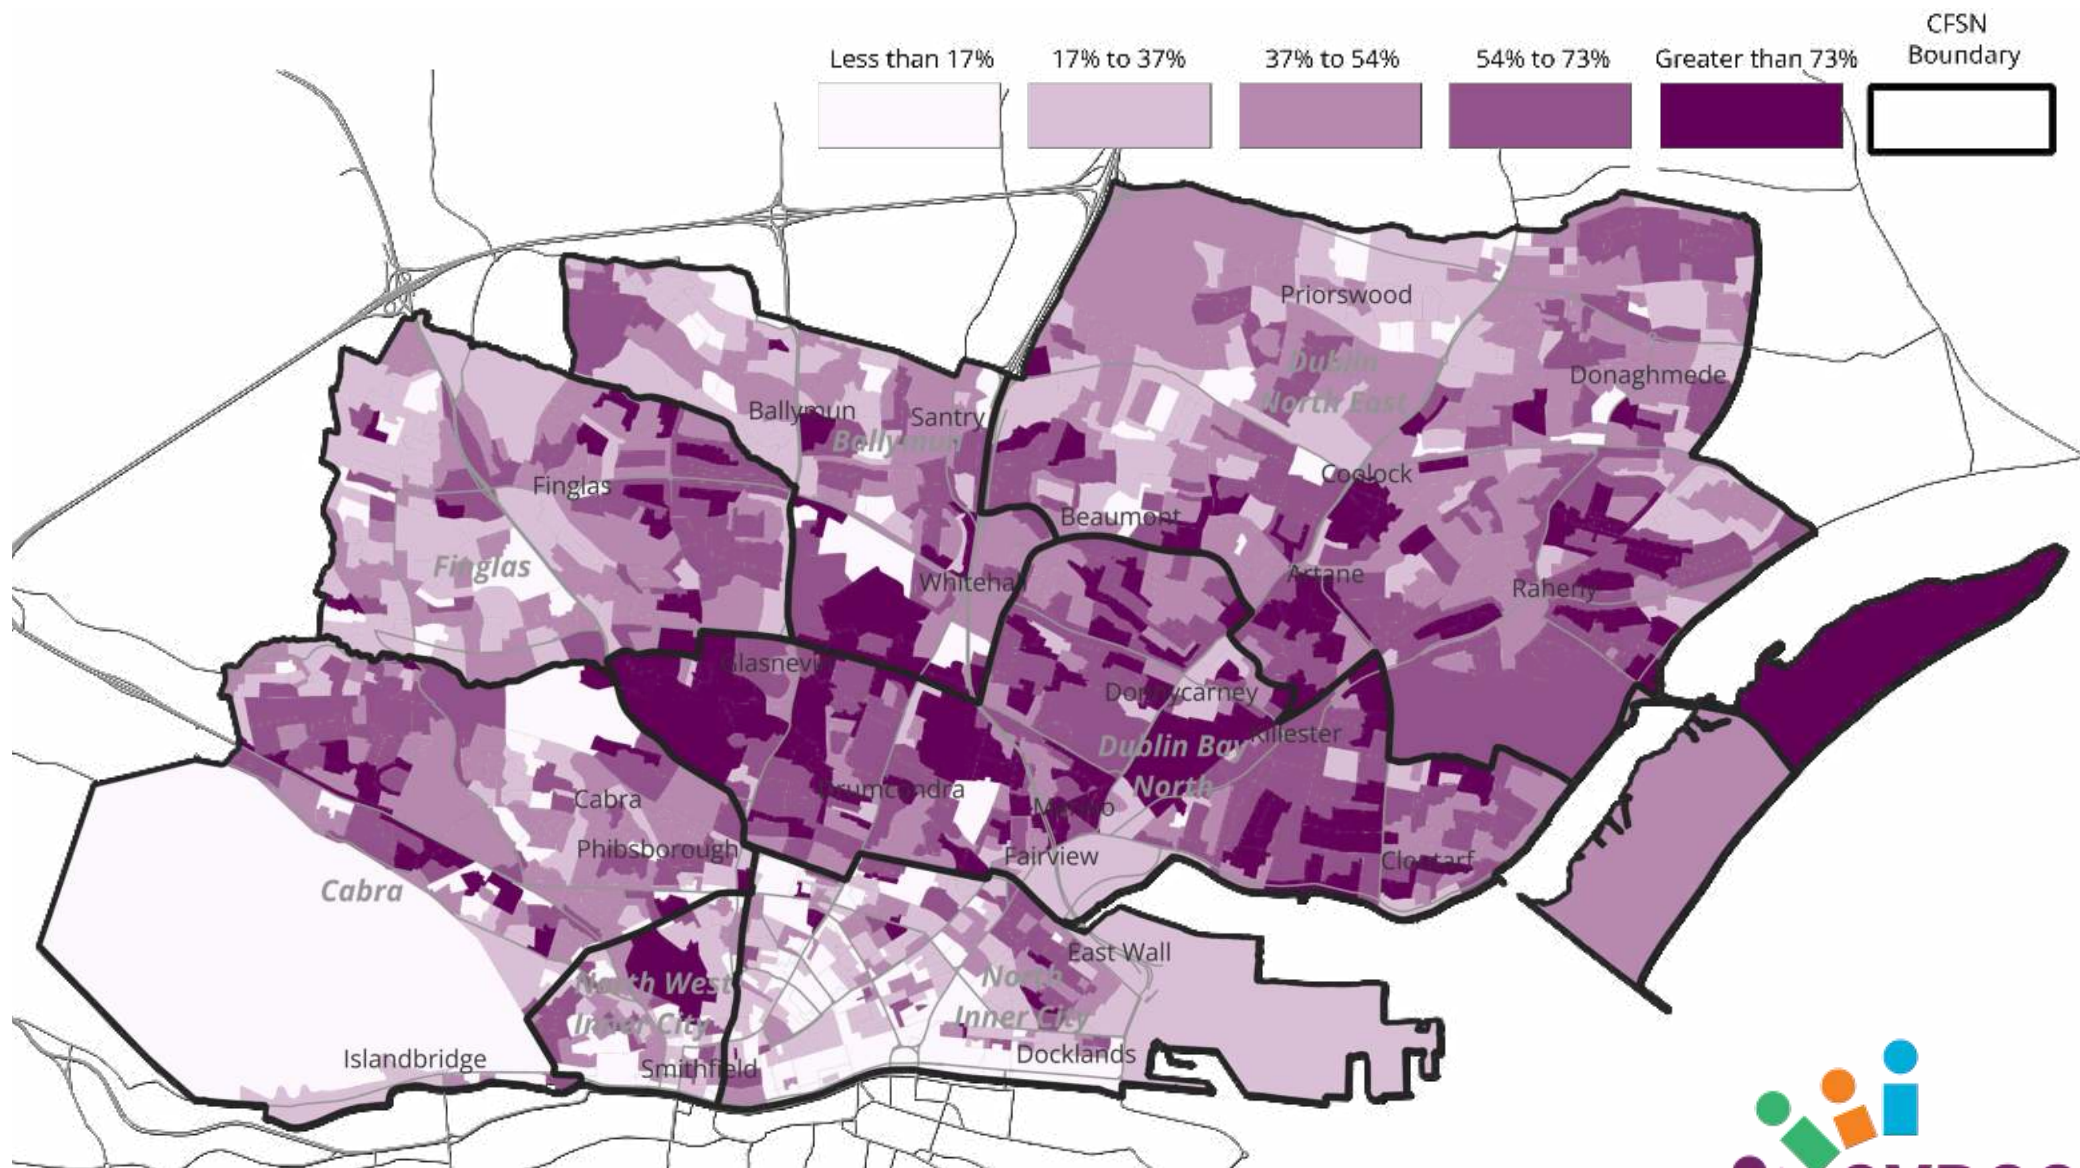 CFSN
Boundary
Less than 17%
17% to 37%
37% to 54%
54% to 73%
Greater than 73%
Priorswood
Dublin
North East
Donaghmede
Ballymun
Santry
Ballymun
Coolock
Finglas
Beaumont
Finglas
Whitehall
Artane
Raheny
Glasnevin
Donnycarney
Killester
Dublin Bay
North
Cabra
Drumcondra
Marino
Phibsborough
Fairview
Clontarf
Cabra
East Wall
North West
Inner City
North
Inner City
Islandbridge
Smithfield
Docklands